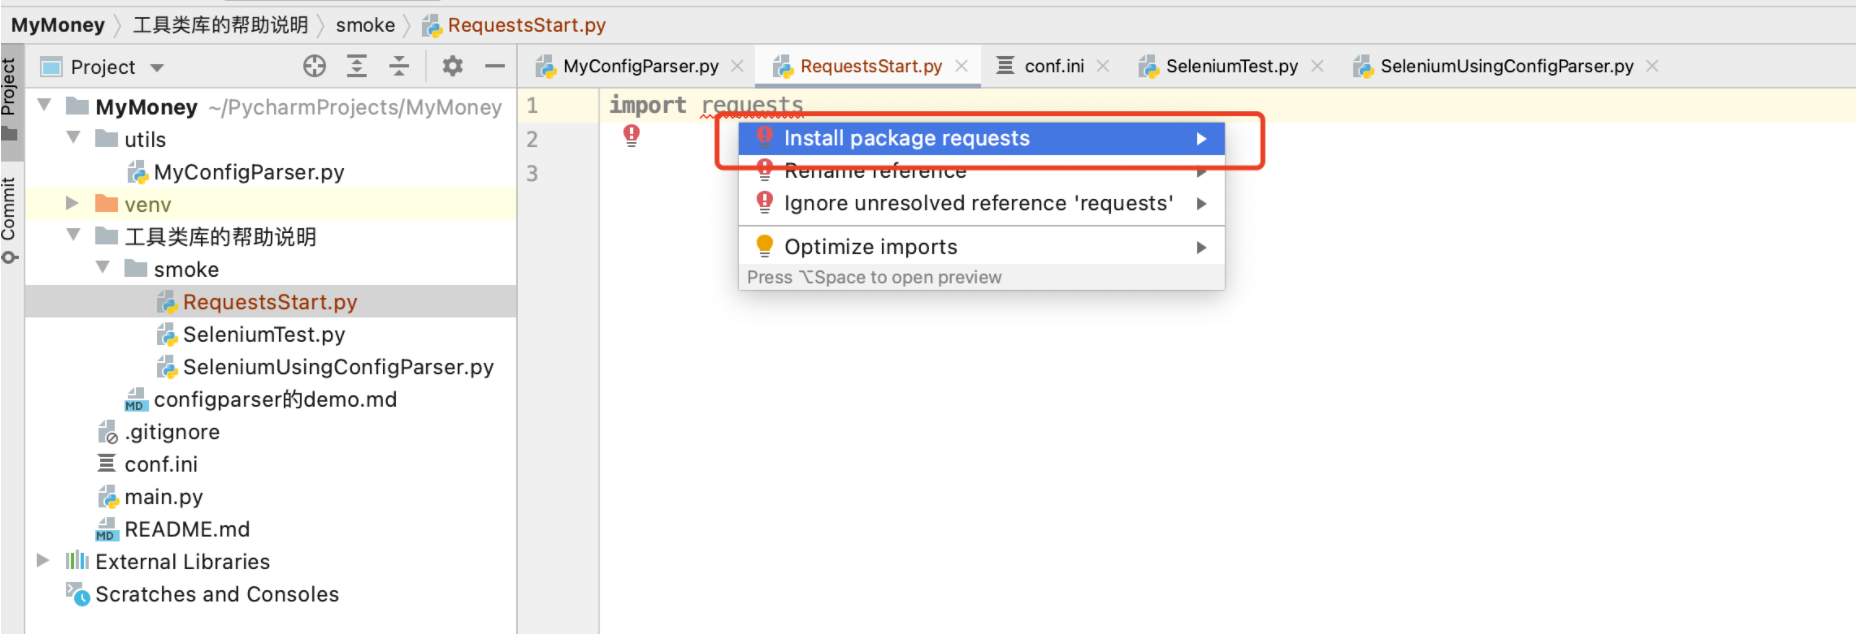 MyMoney 工具类库的帮助说明 smoke RequestsStart.py
Project
Commit
Project
MyConfigParser.py RequestsStart.py conf.ini SeleniumTest.py SeleniumUsingConfigParser.py
MyMoney ~/PycharmProjects/MyMoney
utils
MyConfigParser.py
venv
工具类库的帮助说明
smoke
RequestsStart.py
SeleniumTest.py
SeleniumUsingConfigParser.py
configparser的demo.md
.gitignore
conf.ini
main.py
README.md
External Libraries
Scratches and Consoles
1 import requests
2
3
Install package requests
Rename reference
Ignore unresolved reference 'requests'
Optimize imports
Press ⌥Space to open preview